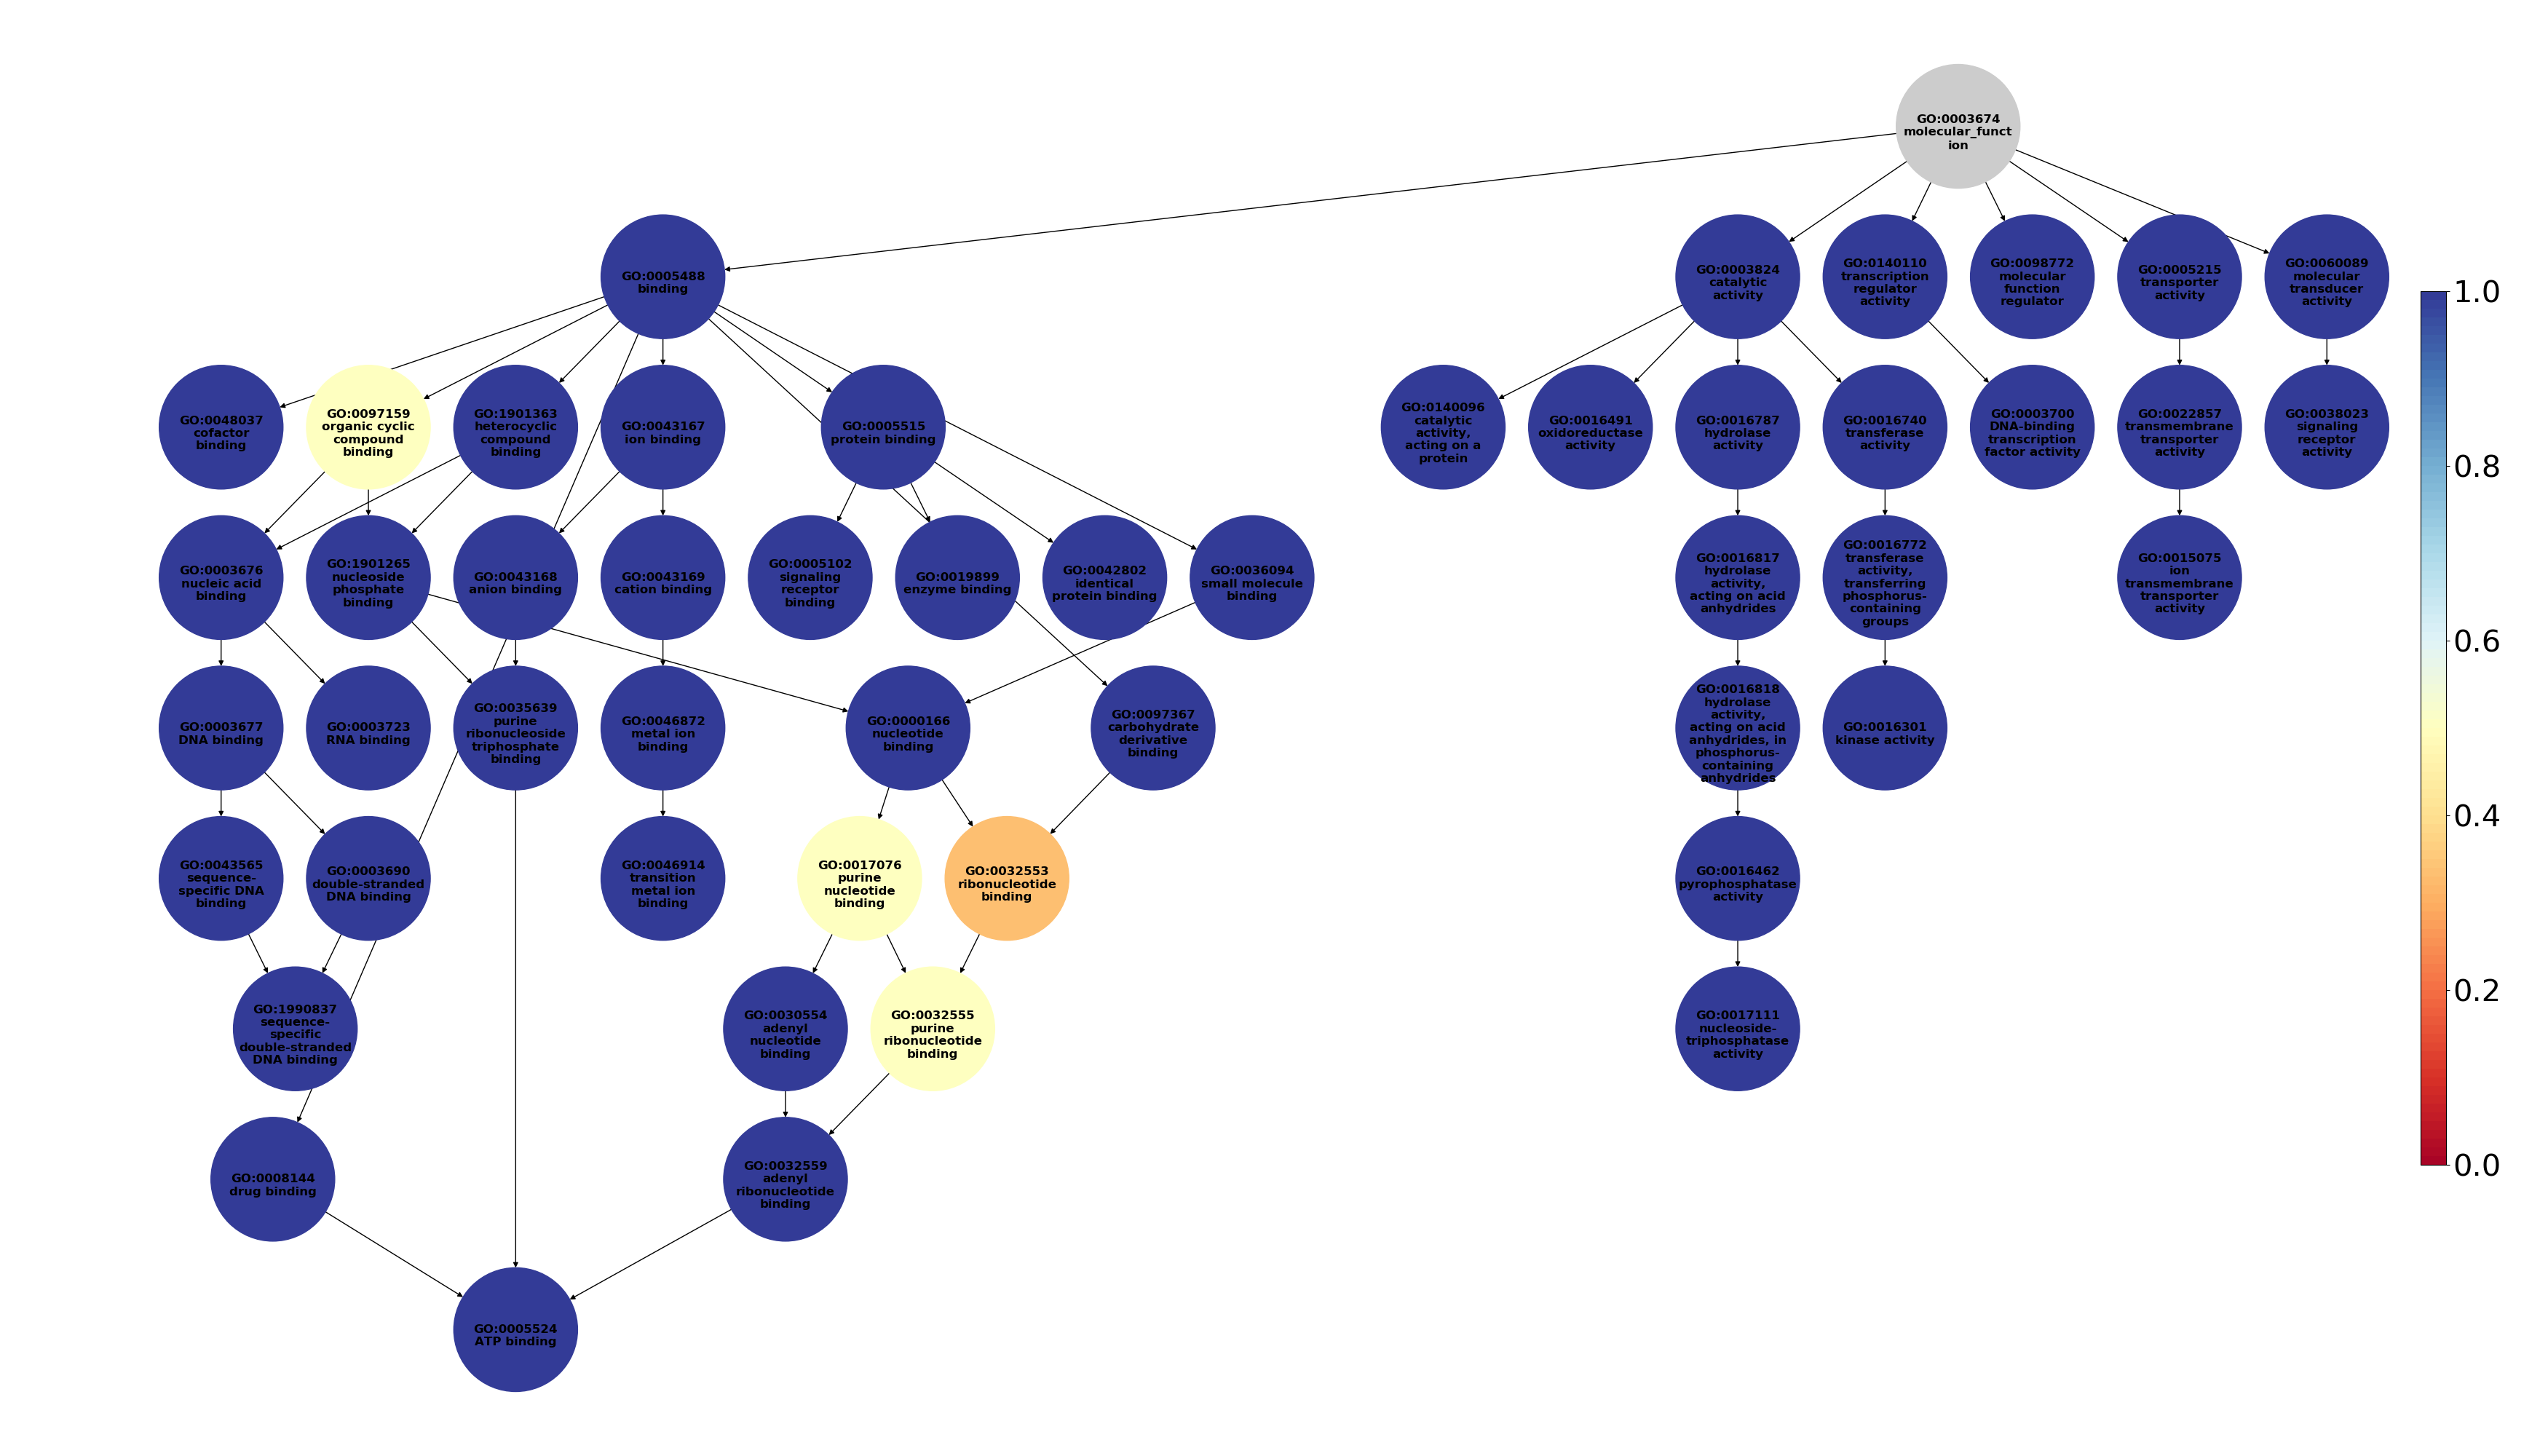 GO:0003674
molecular_funct
ion
GO:0005488
binding
GO:0003824
catalytic
activity
GO:0140110
transcription
regulator
activity
GO:0098772
molecular
function
regulator
GO:0005215
transporter
activity
GO:0060089
molecular
transducer
activity
GO:0048037
cofactor
binding
GO:0097159
organic cyclic
compound
binding
GO:1901363
heterocyclic
compound
binding
GO:0043167
ion binding
GO:0005515
protein binding
GO:0140096
catalytic
activity,
acting on a
protein
GO:0016491
oxidoreductase
activity
GO:0016787
hydrolase
activity
GO:0016740
transferase
activity
GO:0003700
DNA-binding
transcription
factor activity
GO:0022857
transmembrane
transporter
activity
GO:0038023
signaling
receptor
activity
GO:0003676
nucleic acid
binding
GO:1901265
nucleoside
phosphate
binding
GO:0043168
anion binding
GO:0043169
cation binding
GO:0005102
signaling
receptor
binding
GO:0019899
enzyme binding
GO:0042802
identical
protein binding
GO:0036094
small molecule
binding
GO:0016817
hydrolase
activity,
acting on acid
anhydrides
GO:0016772
transferase
activity,
transferring
phosphorus-
containing
groups
GO:0015075
ion
transmembrane
transporter
activity
GO:0003677
DNA binding
GO:0003723
RNA binding
GO:0035639
purine
ribonucleoside
triphosphate
binding
GO:0046872
metal ion
binding
GO:0000166
nucleotide
binding
GO:0097367
carbohydrate
derivative
binding
GO:0016818
hydrolase
activity,
acting on acid
anhydrides, in
phosphorus-
containing
anhydrides
GO:0016301
kinase activity
GO:0043565
sequence-
specific DNA
binding
GO:0003690
double-stranded
DNA binding
GO:0046914
transition
metal ion
binding
GO:0017076
purine
nucleotide
binding
GO:0032553
ribonucleotide
binding
GO:0016462
pyrophosphatase
activity
GO:1990837
sequence-
specific
double-stranded
DNA binding
GO:0030554
adenyl
nucleotide
binding
GO:0032555
purine
ribonucleotide
binding
GO:0017111
nucleoside-
triphosphatase
activity
GO:0008144
drug binding
GO:0032559
adenyl
ribonucleotide
binding
GO:0005524
ATP binding
1.0
0.8
0.6
0.4
0.2
0.0